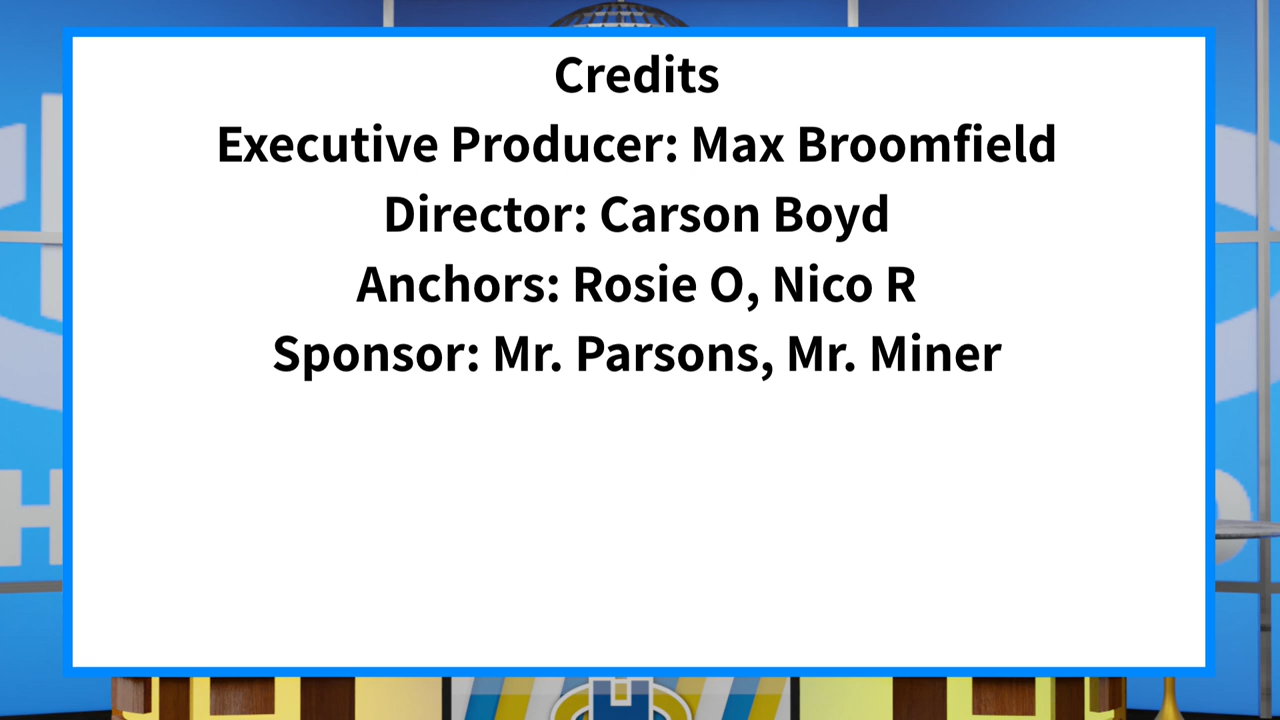 Credits
Executive Producer: Max Broomfield
Director: Carson Boyd
Anchors: Rosie O, Nico R
Sponsor: Mr. Parsons, Mr. Miner